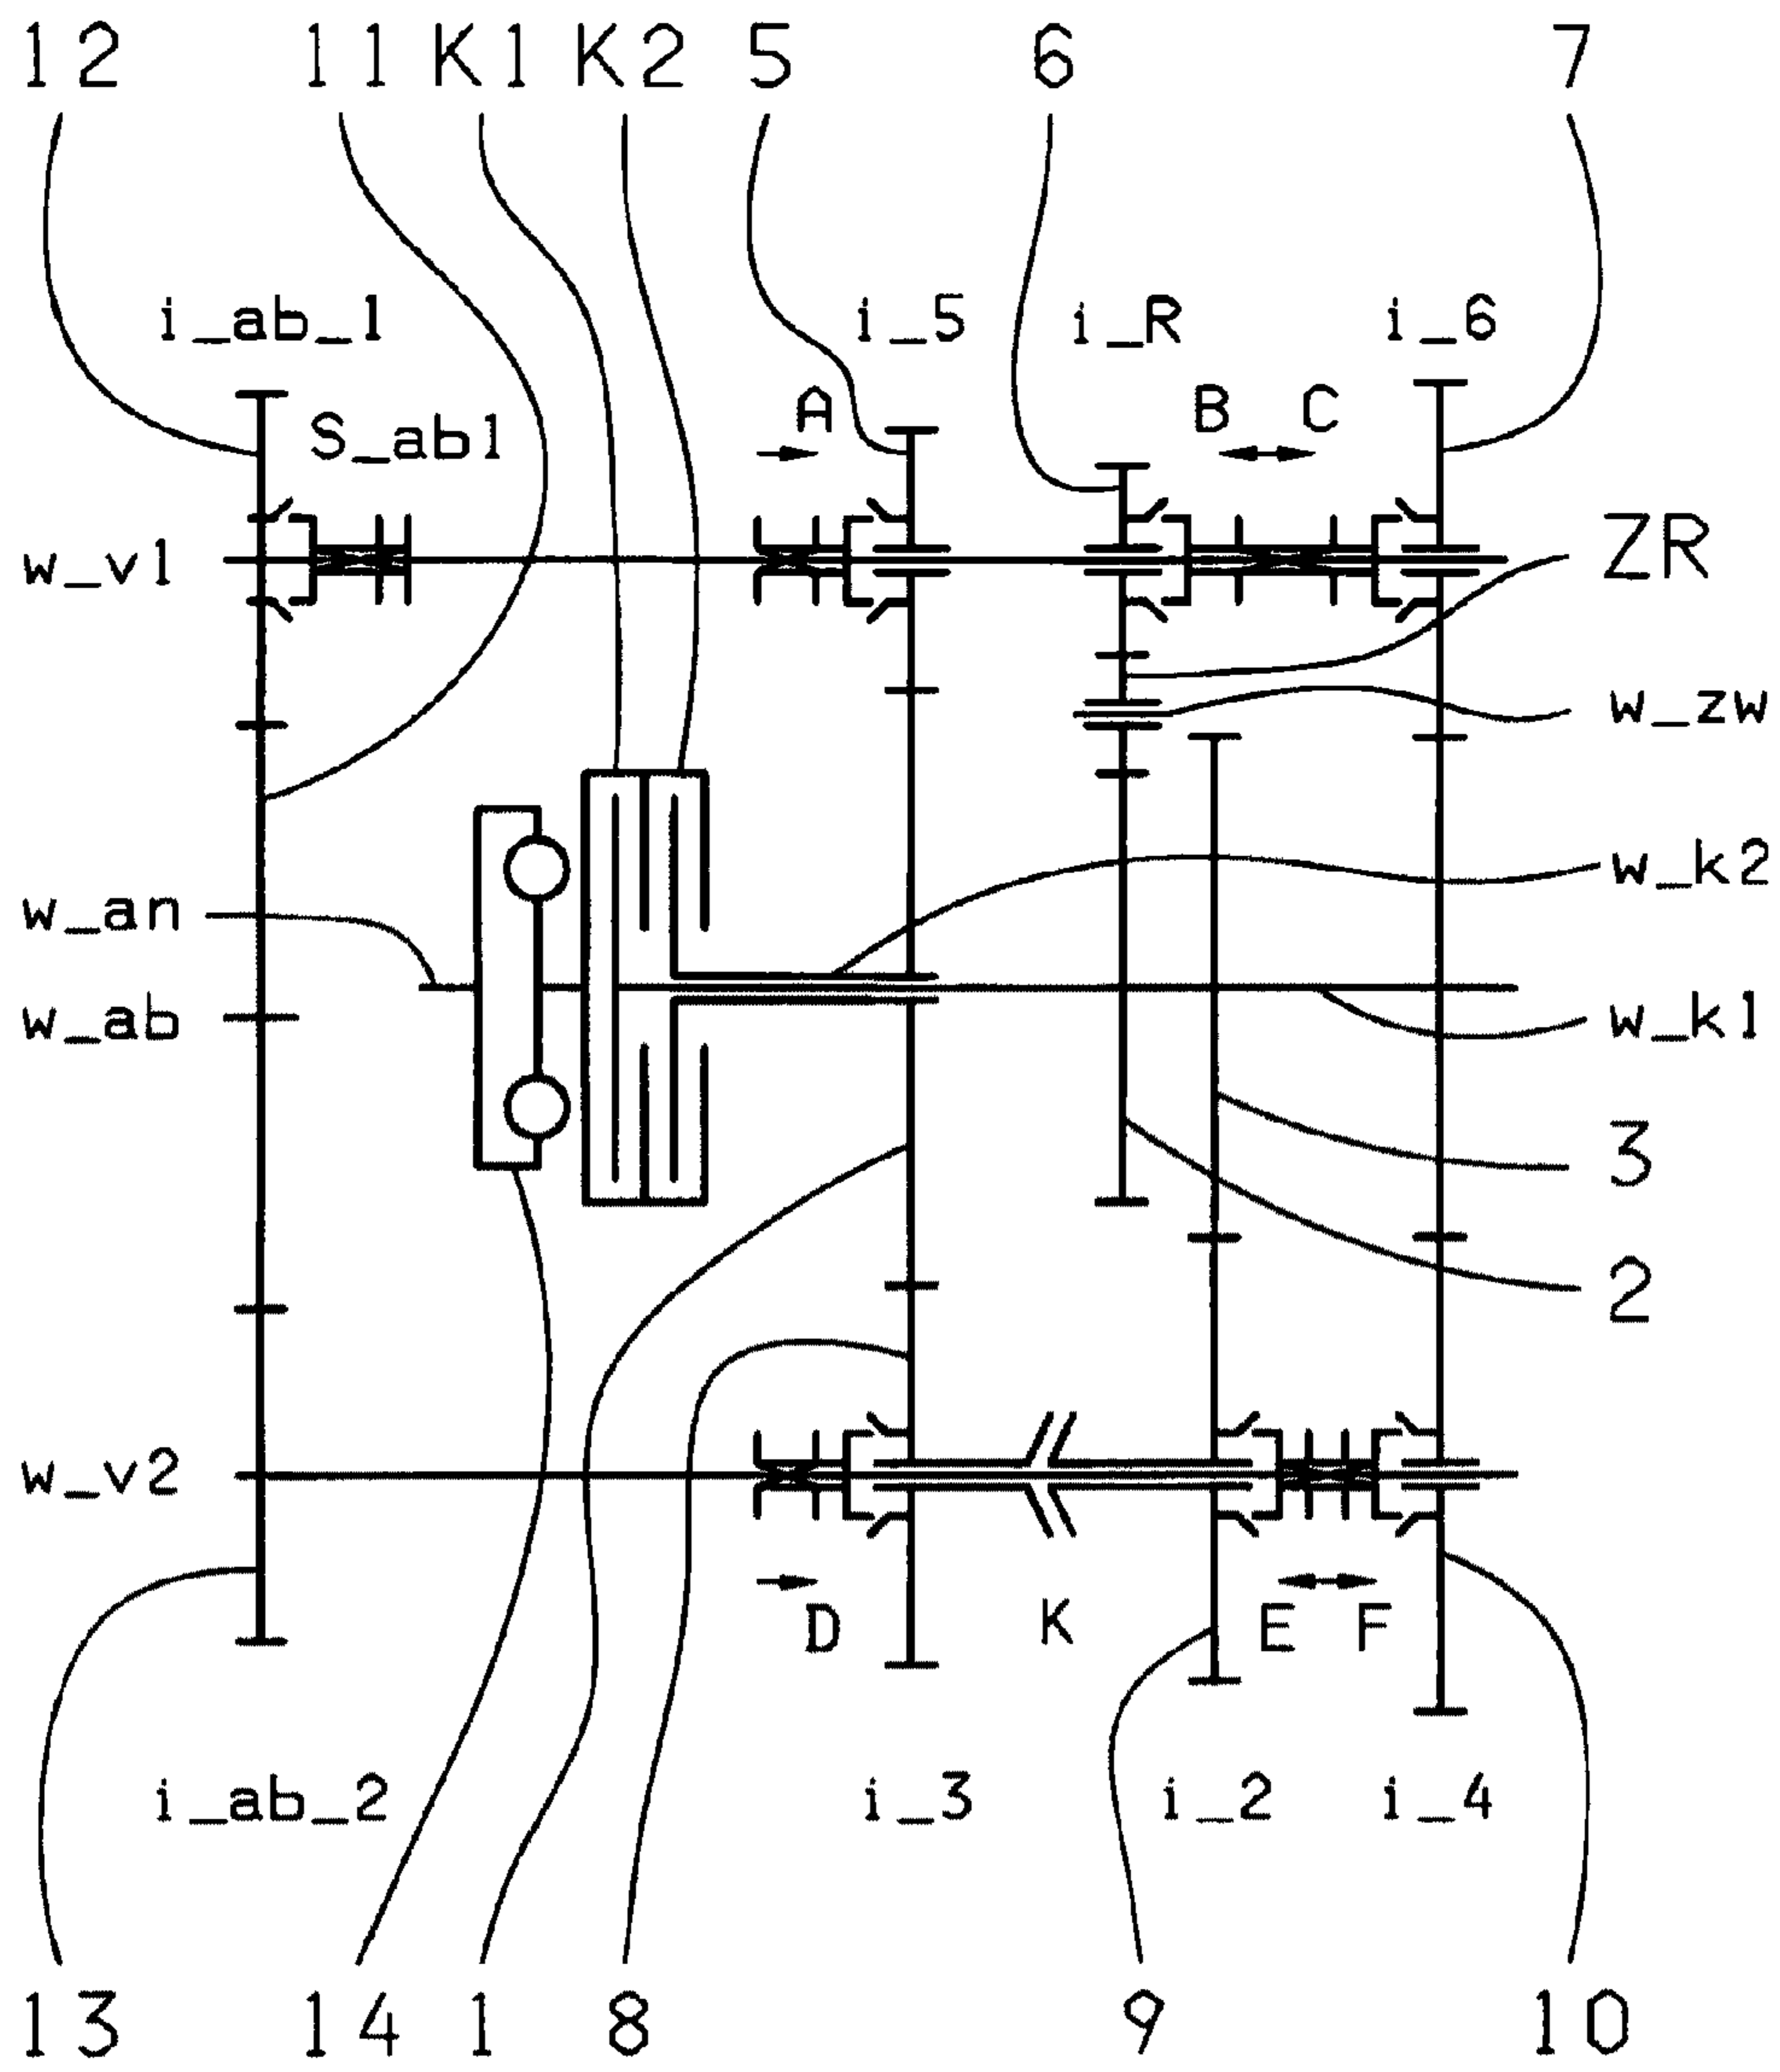 12 11 K1 K2 5 6 7
i_ab_1 i_5 i_R i_6
S_ab1 A B C
w_v1 ZR
w_zw
w_k2
w_an
w_ab w_k1
3
2
w_v2
D K E F
i_ab_2 i_3 i_2 i_4
13 14 1 8 9 10